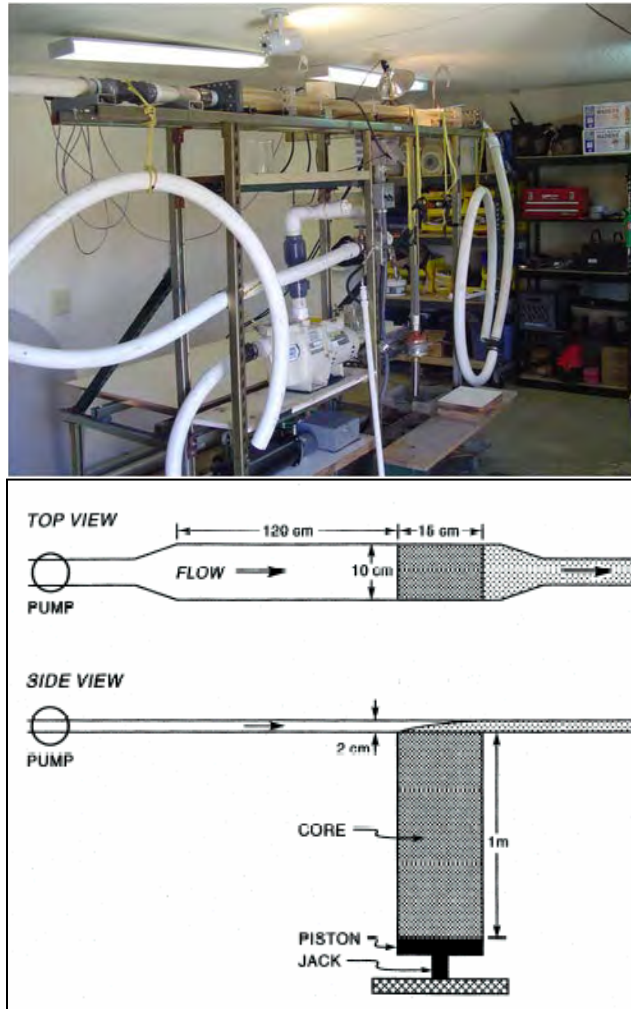 TOP VIEW
120 cm
15 cm
FLOW
10 cm
PUMP
SIDE VIEW
PUMP
2 cm
CORE
1m
PISTON
JACK